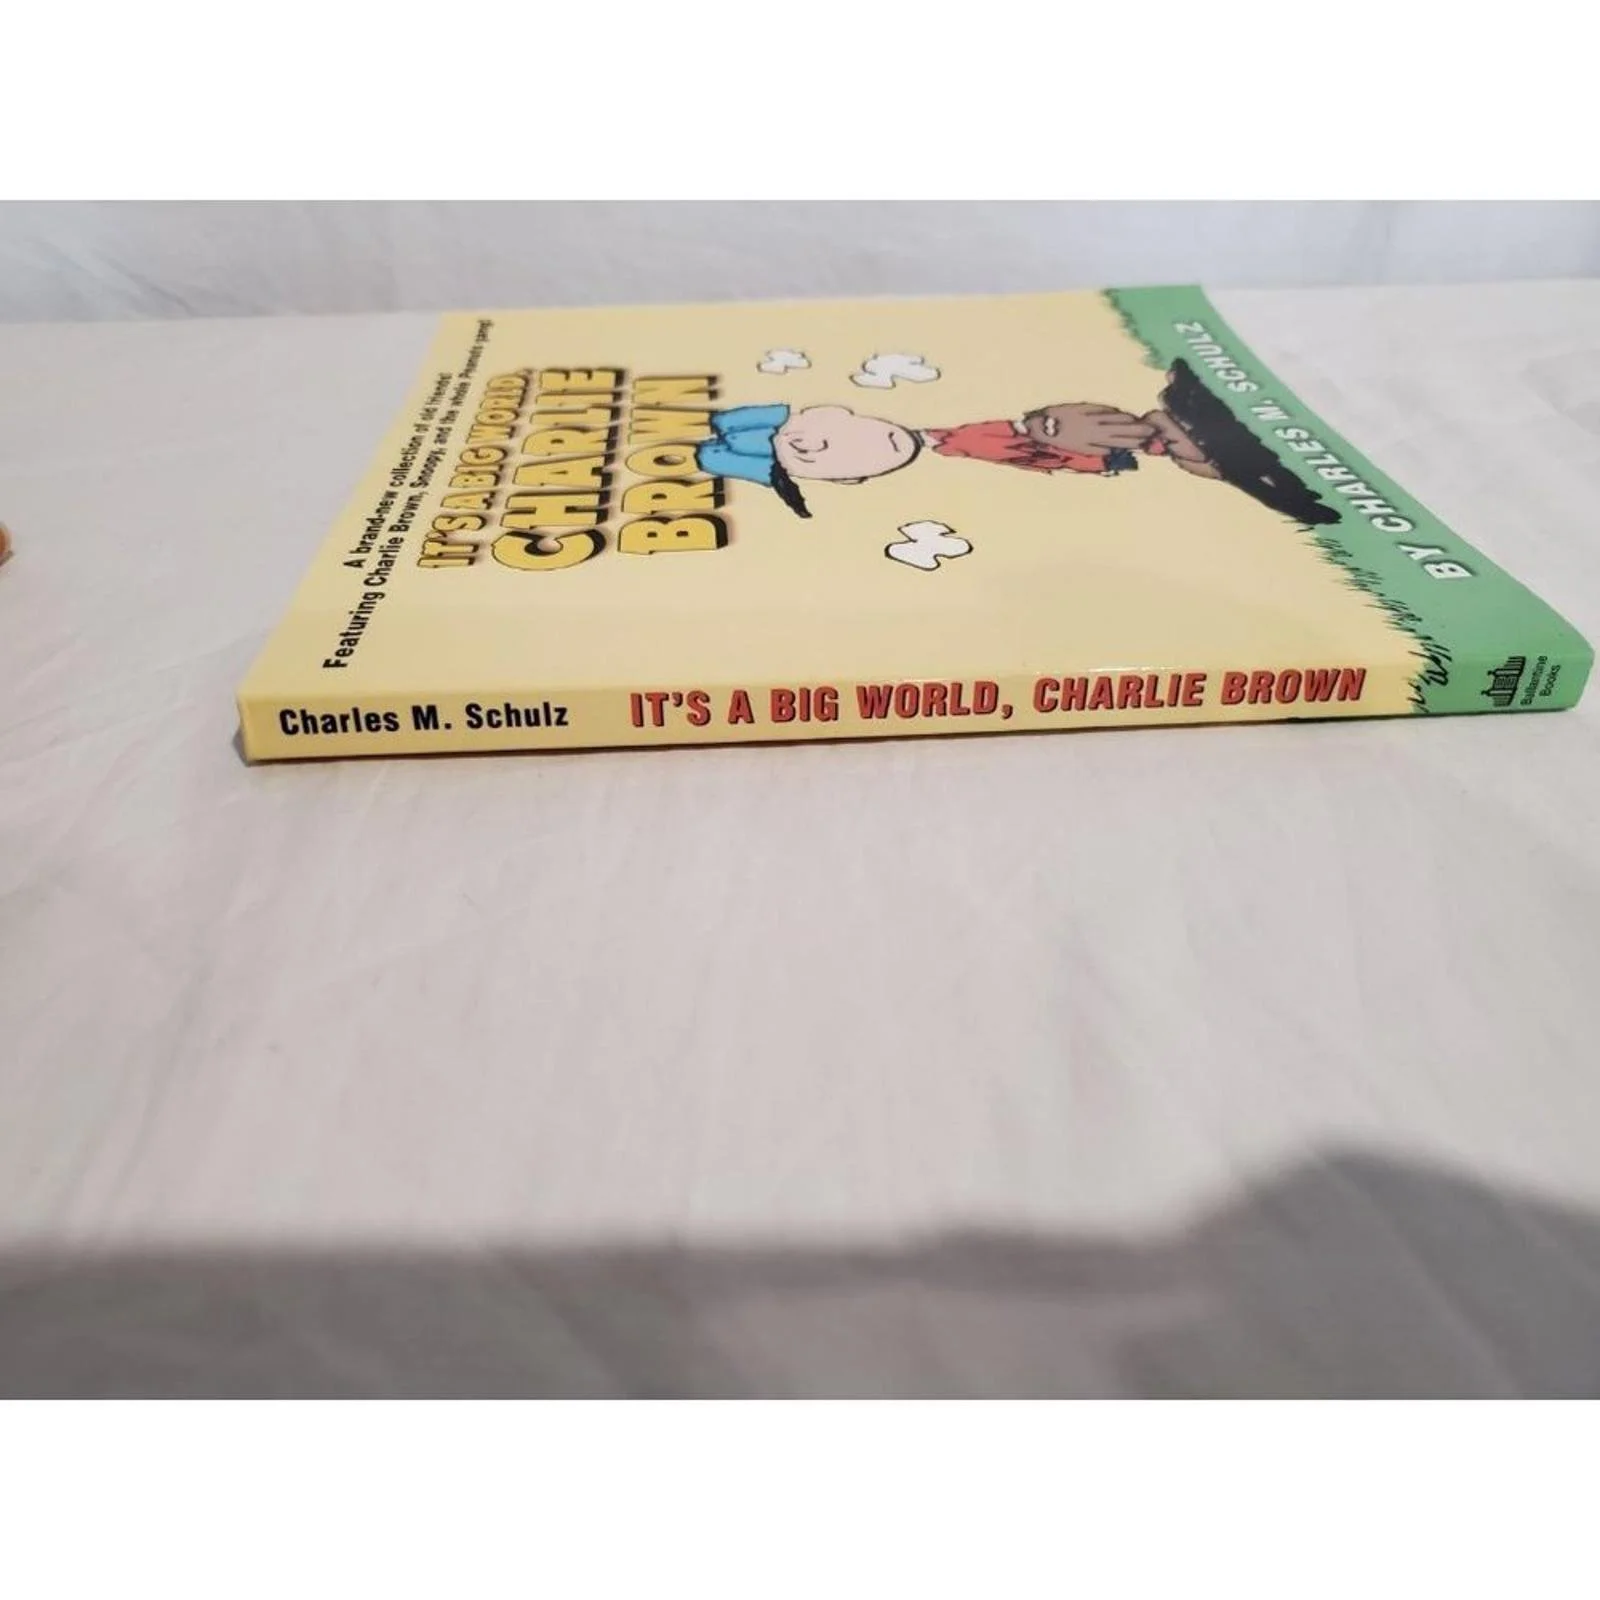 A brand-new collection of old friends!
Featuring Charlie Brown, Snoopy, and the whole Peanuts gang!
IT'S A BIG WORLD,
CHARLIE
BROWN
BY CHARLES M. SCHULZ
Charles M. Schulz IT'S A BIG WORLD, CHARLIE BROWN
Ballantine
Books